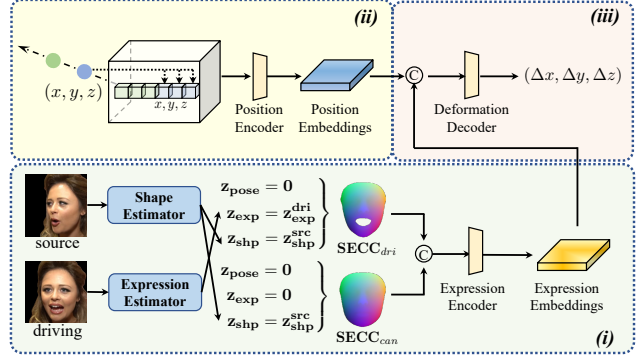 (ii)
(iii)
(x, y, z)
x, y, z
Position
Encoder
Position
Embeddings
C
Deformation
Decoder
(Δx, Δy, Δz)
source
Shape
Estimator
driving
Expression
Estimator
z_pose = 0
z_exp = z_exp^dri
z_shp = z_shp^src
z_pose = 0
z_exp = 0
z_shp = z_shp^src
SECC_dri
SECC_can
C
Expression
Encoder
Expression
Embeddings
(i)